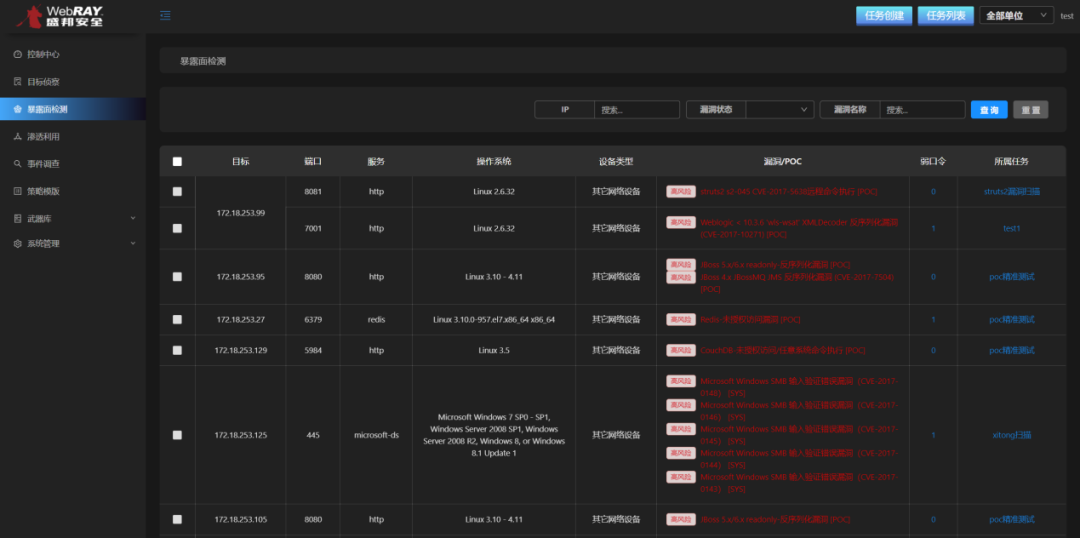 WebRAY
盛邦安全
任务创建 任务列表 全部单位 test
控制中心
目标侦察
暴露面检测
渗透利用
事件调查
策略模版
武器库
系统管理
暴露面检测
IP 搜索... 漏洞状态 漏洞名称 搜索... 查 询 重 置
目标 端口 服务 操作系统 设备类型 漏洞/POC 弱口令 所属任务
172.18.253.99
8081 http Linux 2.6.32 其它网络设备 高风险 struts2-s2-045 CVE-2017-5638远程命令执行 [POC] 0 struts2漏洞扫描
7001 http Linux 2.6.32 其它网络设备 高风险 Weblogic < 10.3.6 'wls-wsat' XMLDecoder 反序列化漏洞
(CVE-2017-10271) [POC] 1 test1
172.18.253.95 8080 http Linux 3.10 - 4.11 其它网络设备 高风险 JBoss 5.x/6.x readonly-反序列化漏洞 [POC]
高风险 JBoss 4.x JBossMQ JMS 反序列化漏洞 (CVE-2017-7504)
[POC] 0 poc精准测试
172.18.253.27 6379 redis Linux 3.10.0-957.el7.x86_64 x86_64 其它网络设备 高风险 Redis-未授权访问漏洞 [POC] 1 poc精准测试
172.18.253.129 5984 http Linux 3.5 其它网络设备 高风险 CouchDB-未授权访问/任意系统命令执行 [POC] 0 poc精准测试
172.18.253.125 445 microsoft-ds
Microsoft Windows 7 SP0 - SP1,
Windows Server 2008 SP1, Windows
Server 2008 R2, Windows 8, or Windows
8.1 Update 1
其它网络设备
高风险 Microsoft Windows SMB 输入验证错误漏洞 (CVE-2017-
0148) [SYS]
高风险 Microsoft Windows SMB 输入验证错误漏洞 (CVE-2017-
0146) [SYS]
高风险 Microsoft Windows SMB 输入验证错误漏洞 (CVE-2017-
0145) [SYS]
高风险 Microsoft Windows SMB 输入验证错误漏洞 (CVE-2017-
0144) [SYS]
高风险 Microsoft Windows SMB 输入验证错误漏洞 (CVE-2017-
0143) [SYS]
1 xitong扫描
172.18.253.105 8080 http Linux 3.10 - 4.11 其它网络设备 高风险 JBoss 5.x/6.x readonly-反序列化漏洞 [POC] 0 poc精准测试